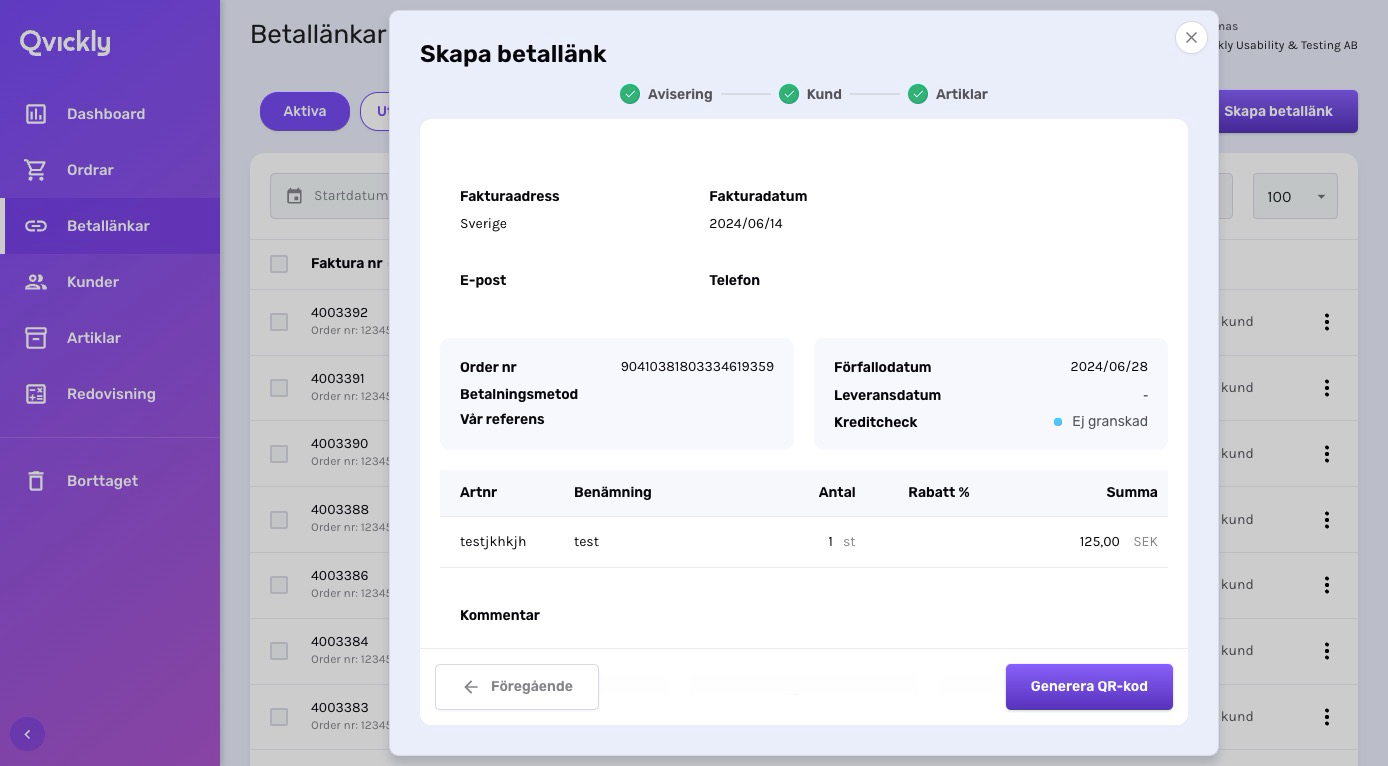 Qvickly
Dashboard
Ordrar
Betallänkar
Kunder
Artiklar
Redovisning
Borttaget
Betallänkar
Aktiva
Skapa betallänk
Startdatum
100
Faktura nr
4003392
Order nr: 12345
kund
4003391
Order nr: 12345
kund
4003390
Order nr: 12345
kund
4003388
Order nr: 12345
kund
4003386
Order nr: 12345
kund
4003384
Order nr: 12345
kund
4003383
Order nr: 12345
kund
Usability & Testing AB
Skapa betallänk
Avisering
Kund
Artiklar
Fakturaadress
Fakturadatum
Sverige
2024/06/14
E-post
Telefon
Order nr 90410381803334619359
Betalningsmetod
Vår referens
Förfallodatum 2024/06/28
Leveransdatum -
Kreditcheck Ej granskad
Artnr Benämning Antal Rabatt % Summa
testjkhkjh test 1 st 125,00 SEK
Kommentar
Föregående
Generera QR-kod